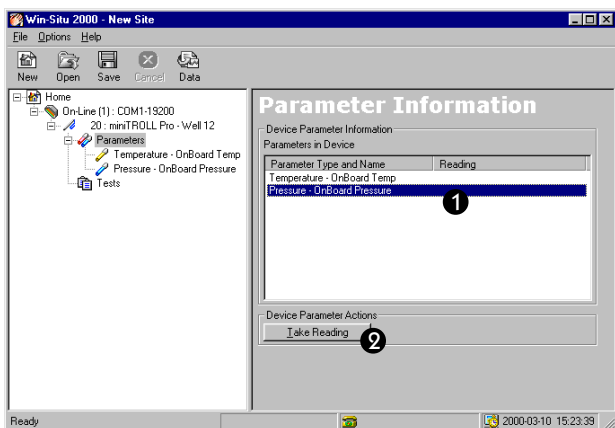 Win-Situ 2000 - New Site
File Options Help
New Open Save Cancel Data
Home
On-Line (1) : COM1-19200
20 : miniTROLL Pro - Well 12
Parameters
Temperature - OnBoard Temp
Pressure - OnBoard Pressure
Tests
Parameter Information
Device Parameter Information
Parameters in Device
Parameter Type and Name Reading
Temperature - OnBoard Temp
Pressure - OnBoard Pressure
1
Device Parameter Actions
Take Reading
2
Ready 2000-03-10 15:23:39